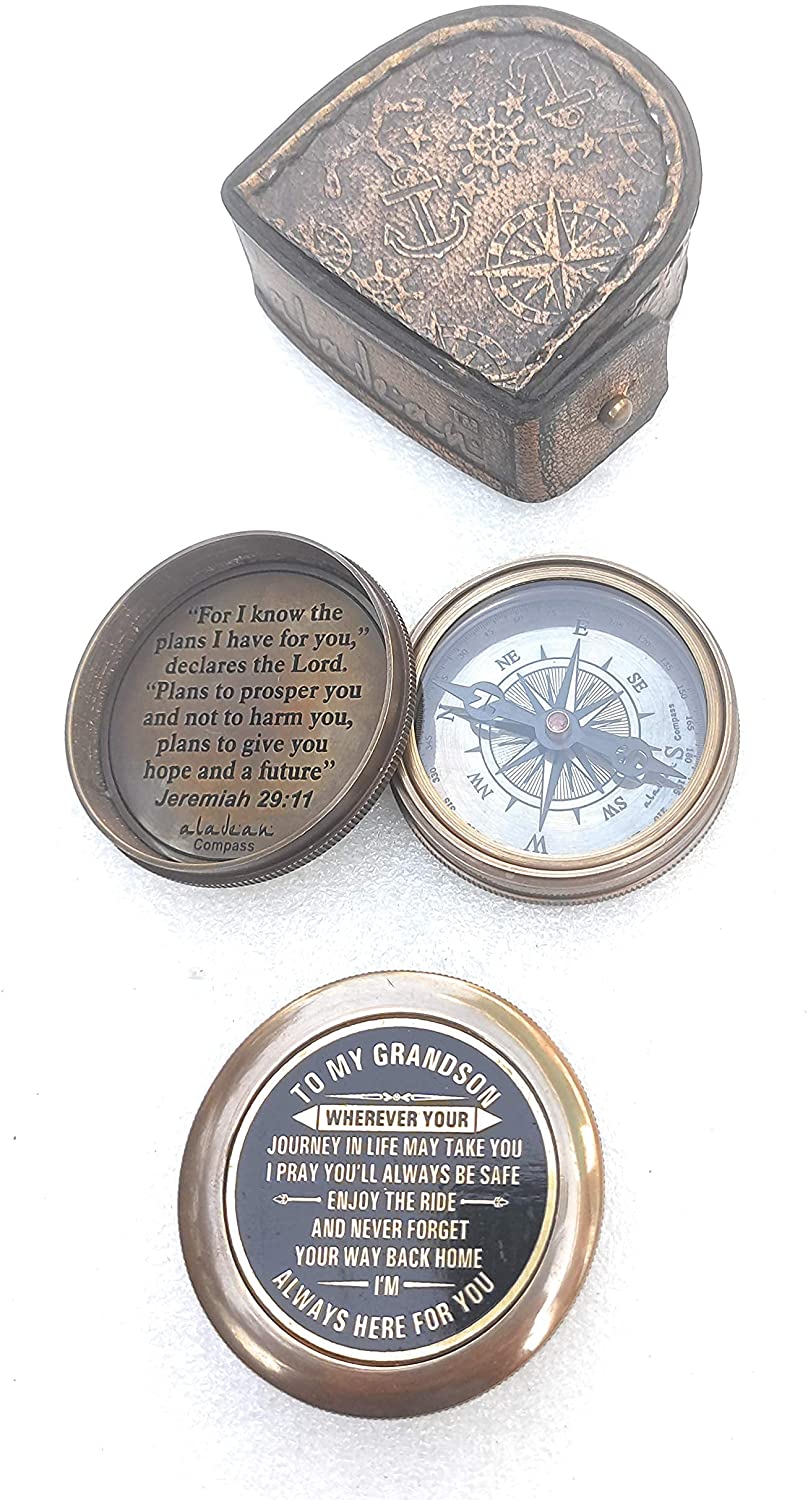 aladean™
“For I know the
plans I have for you,”
declares the Lord.
“Plans to prosper you
and not to harm you,
plans to give you
hope and a future”
Jeremiah 29:11
aladean
Compass
E
NE
SE
N
S
NW
SW
W
aladean
Compass
TO MY GRANDSON
WHEREVER YOUR
JOURNEY IN LIFE MAY TAKE YOU
I PRAY YOU'LL ALWAYS BE SAFE
ENJOY THE RIDE
AND NEVER FORGET
YOUR WAY BACK HOME
I'M
ALWAYS HERE FOR YOU